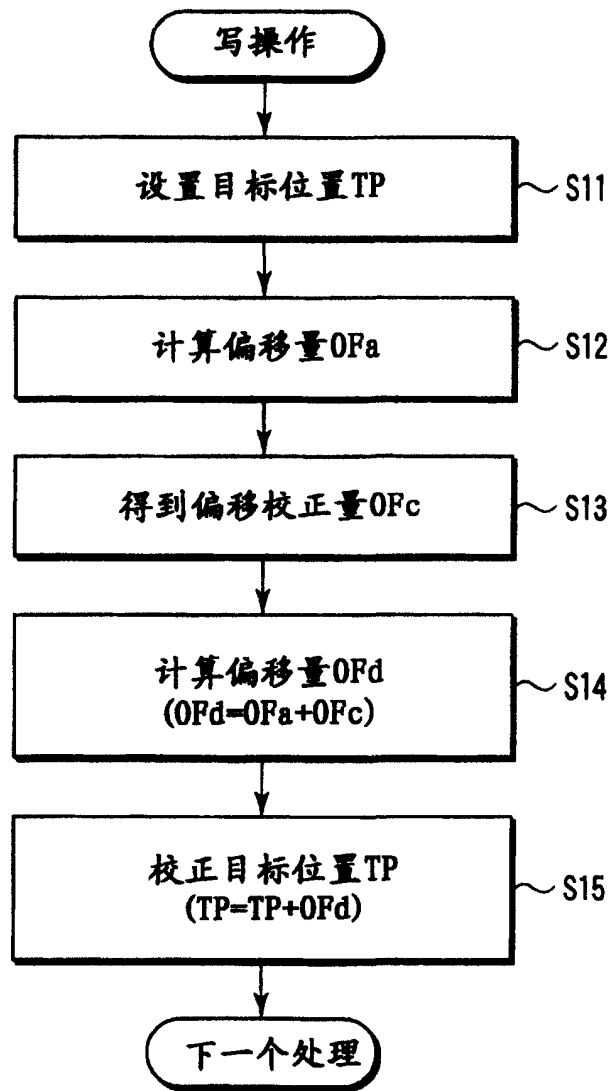 写操作
设置目标位置TP
S11
计算偏移量OFa
S12
得到偏移校正量OFc
S13
计算偏移量OFd
(OFd=OFa+OFc)
S14
校正目标位置TP
(TP=TP+OFd)
S15
下一个处理